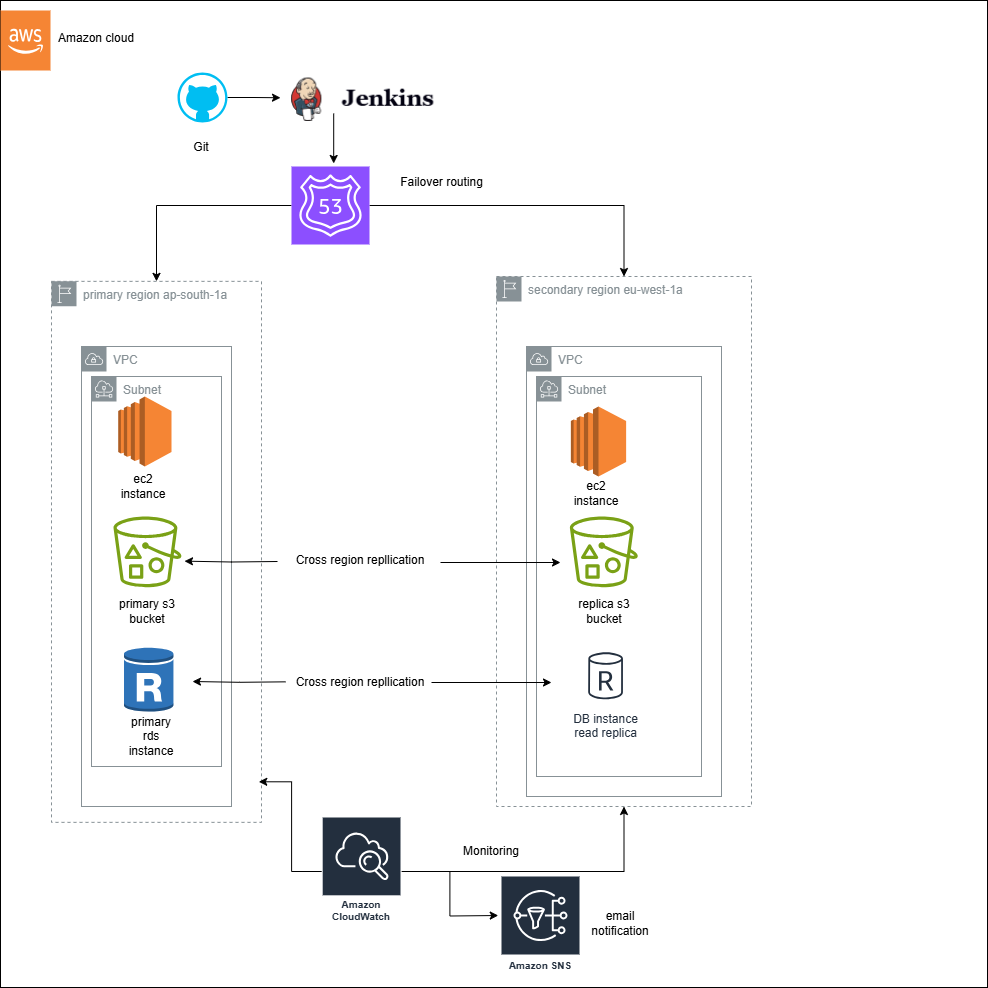 aws
Amazon cloud
Jenkins
Git
Failover routing
53
primary region ap-south-1a
secondary region eu-west-1a
VPC
VPC
Subnet
Subnet
ec2
instance
ec2
instance
Cross region repllication
primary s3
bucket
replica s3
bucket
R
R
Cross region repllication
primary
rds
instance
DB instance
read replica
Monitoring
Amazon
CloudWatch
email
notification
Amazon SNS